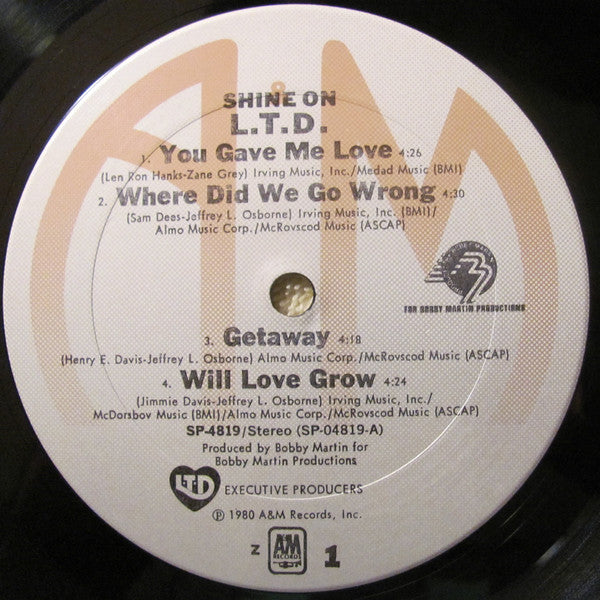 A&M
SHINE ON
L.T.D.
1. You Gave Me Love 4:26
(Len Ron Hanks-Zane Grey) Irving Music, Inc./Medad Music (BMI)
2. Where Did We Go Wrong 4:30
(Sam Dees-Jeffrey L. Osborne) Irving Music, Inc. (BMI)/
Almo Music Corp./McRovscod Music (ASCAP)
FOR BOBBY MARTIN PRODUCTIONS
3. Getaway 4:18
(Henry E. Davis-Jeffrey L. Osborne) Almo Music Corp./McRovscod Music (ASCAP)
4. Will Love Grow 4:24
(Jimmie Davis-Jeffrey L. Osborne) Irving Music, Inc./
McDorsbov Music (BMI)/Almo Music Corp./McRovscod Music (ASCAP)
SP-4819/Stereo (SP-04819-A)
Produced by Bobby Martin for
Bobby Martin Productions
LTD EXECUTIVE PRODUCERS
℗ 1980 A&M Records, Inc.
Z A&M RECORDS 1